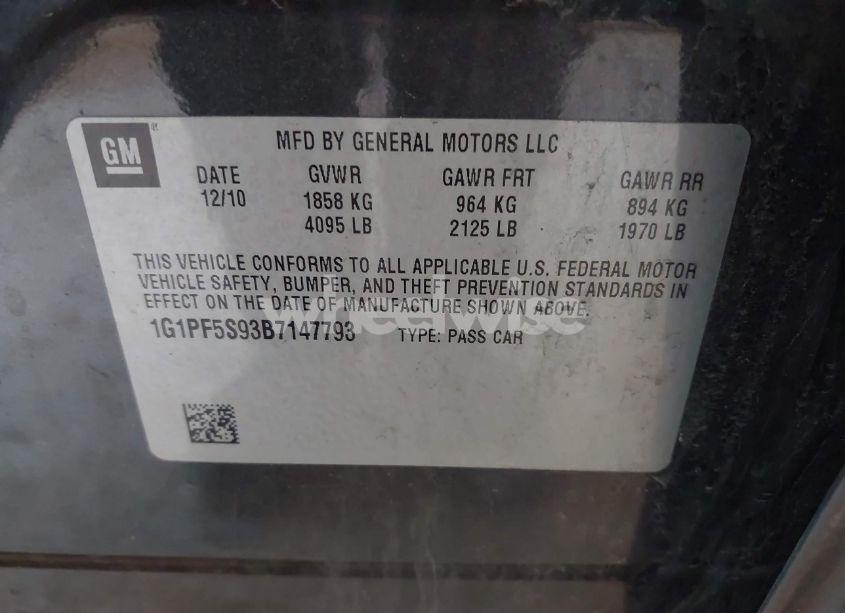 GM
MFD BY GENERAL MOTORS LLC
DATE GVWR GAWR FRT GAWR RR
12/10 1858 KG 964 KG 894 KG
4095 LB 2125 LB 1970 LB
THIS VEHICLE CONFORMS TO ALL APPLICABLE U.S. FEDERAL MOTOR
VEHICLE SAFETY, BUMPER, AND THEFT PREVENTION STANDARDS IN
EFFECT ON THE DATE OF MANUFACTURE SHOWN ABOVE.
1G1PF5S93B7147793 TYPE: PASS CAR
wheelwise